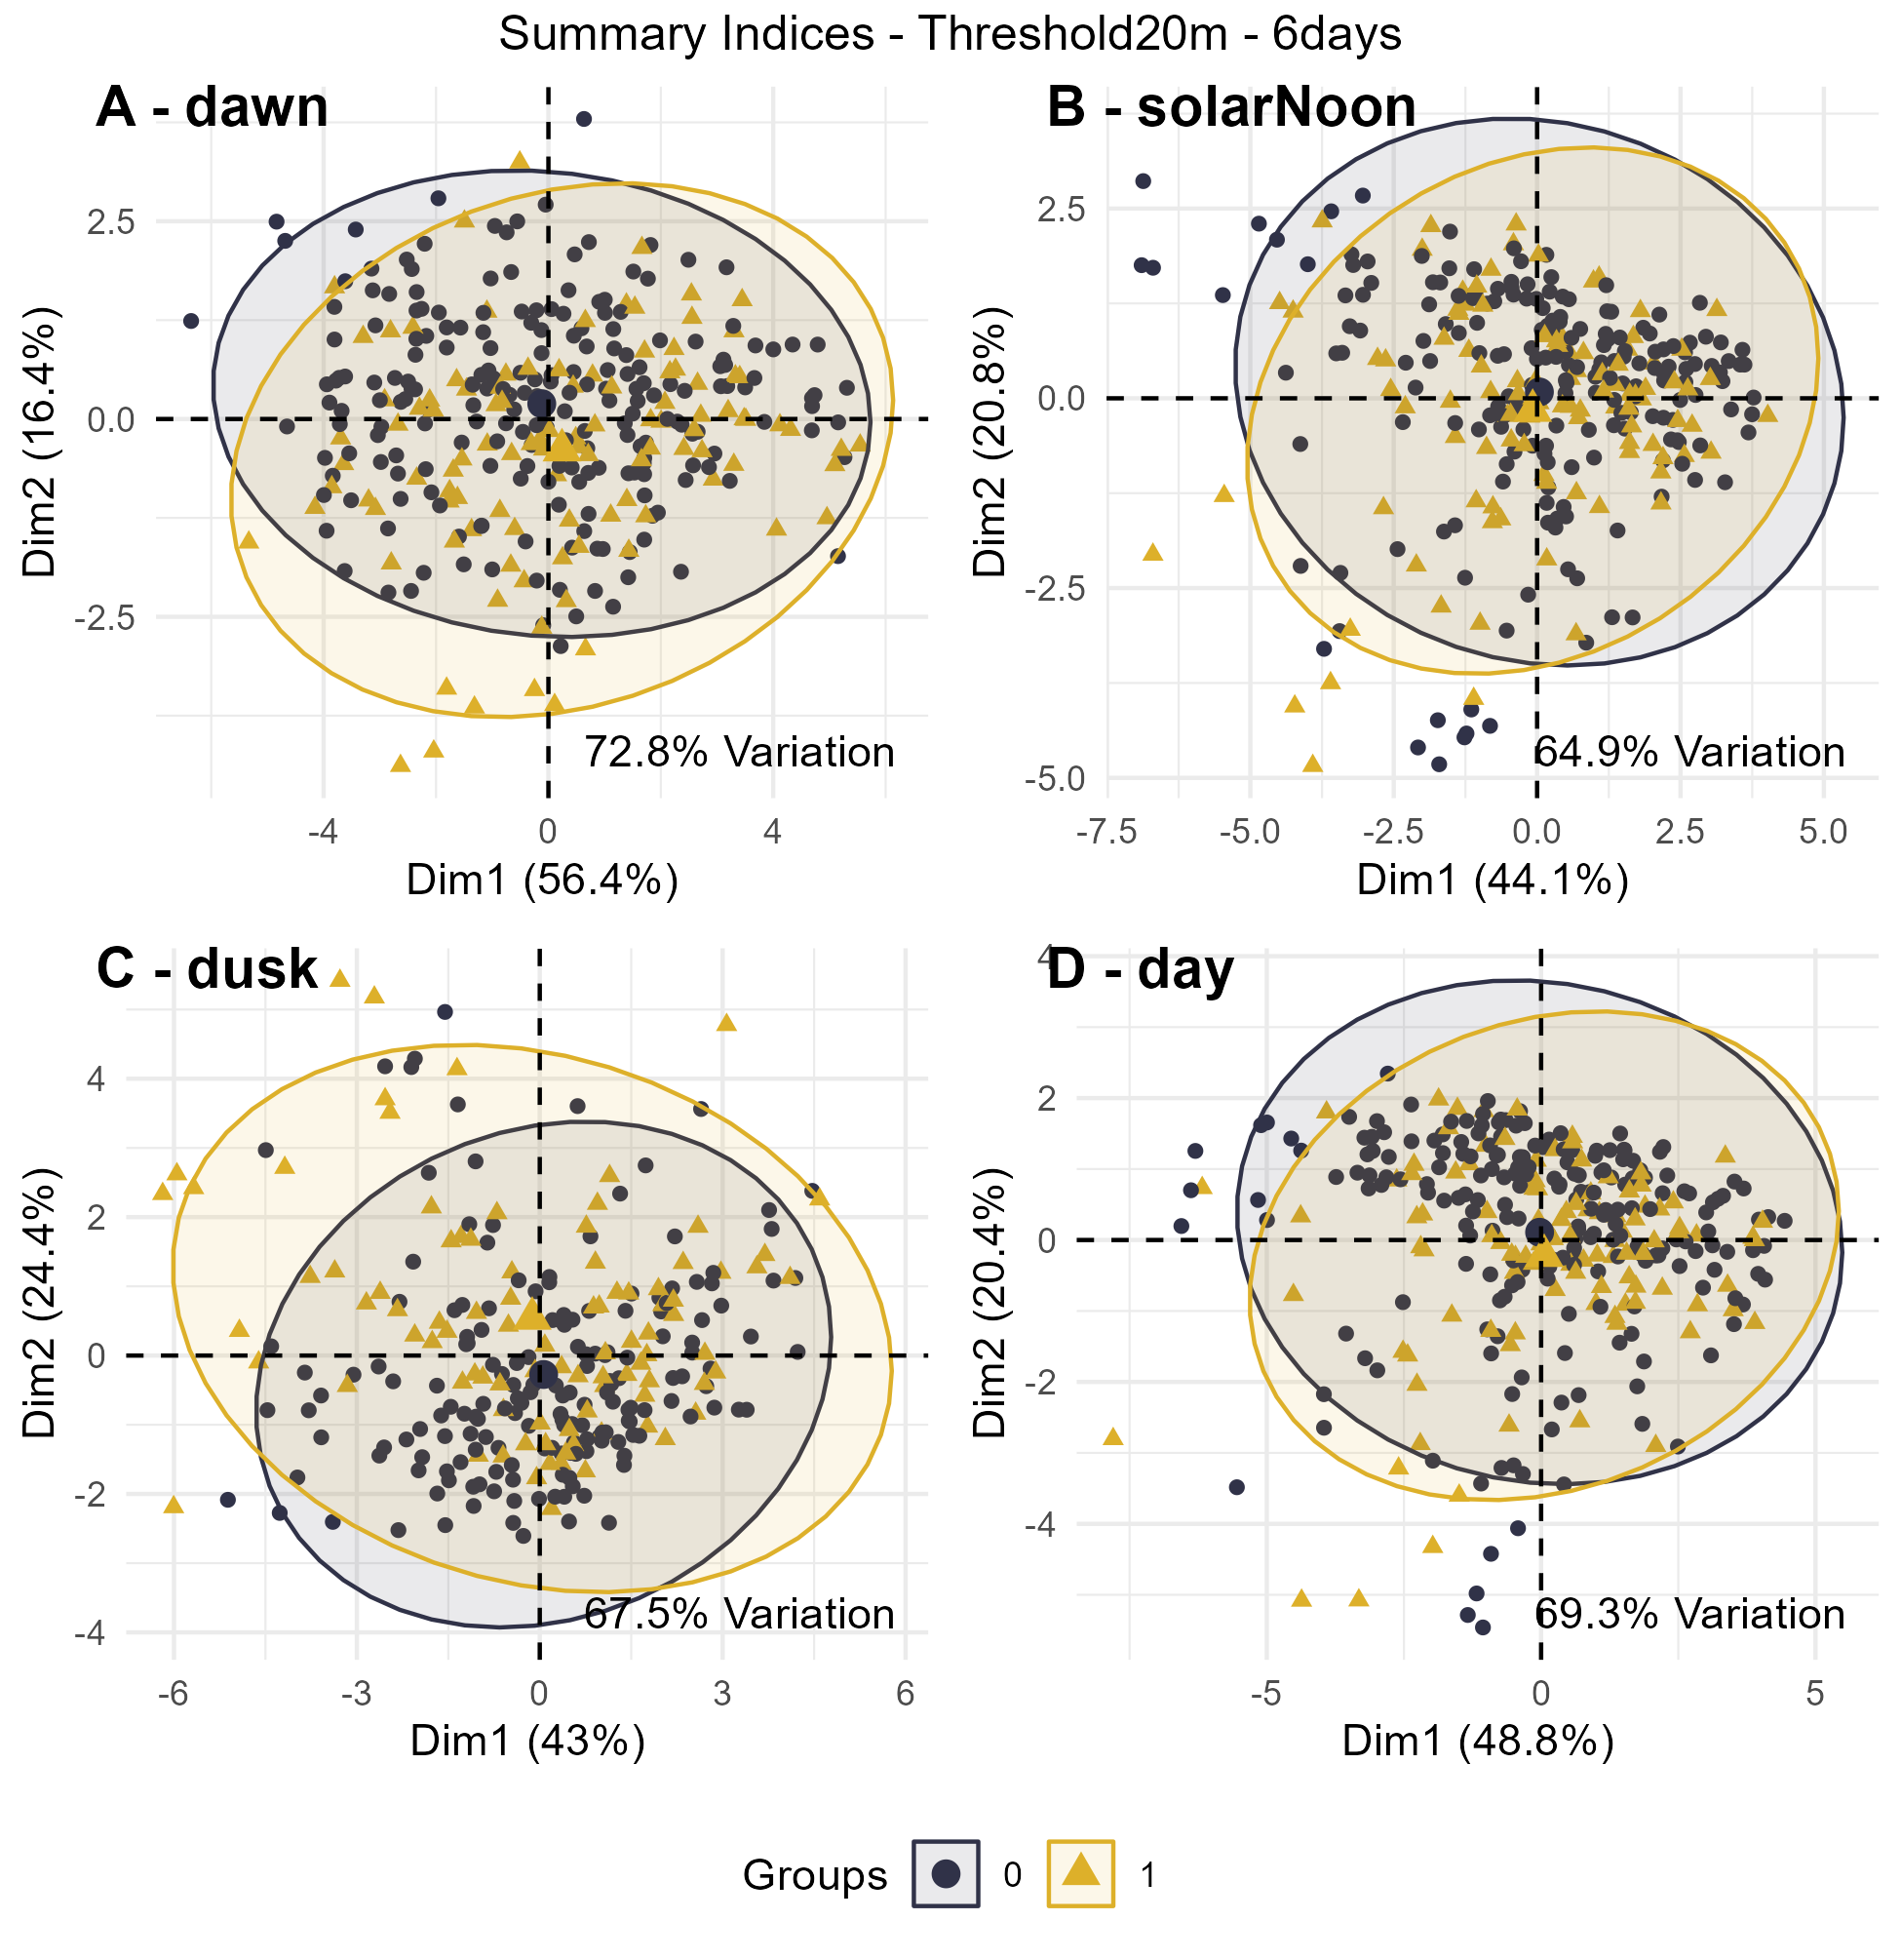 Summary Indices - Threshold20m - 6days
A - dawn
Dim2 (16.4%)
2.5
0.0
-2.5
72.8% Variation
-4
0
4
Dim1 (56.4%)
B - solarNoon
Dim2 (20.8%)
2.5
0.0
-2.5
-5.0
64.9% Variation
-7.5
-5.0
-2.5
0.0
2.5
5.0
Dim1 (44.1%)
C - dusk
Dim2 (24.4%)
4
2
0
-2
-4
67.5% Variation
-6
-3
0
3
6
Dim1 (43%)
D - day
Dim2 (20.4%)
4
2
0
-2
-4
69.3% Variation
-5
0
5
Dim1 (48.8%)
Groups 0 1